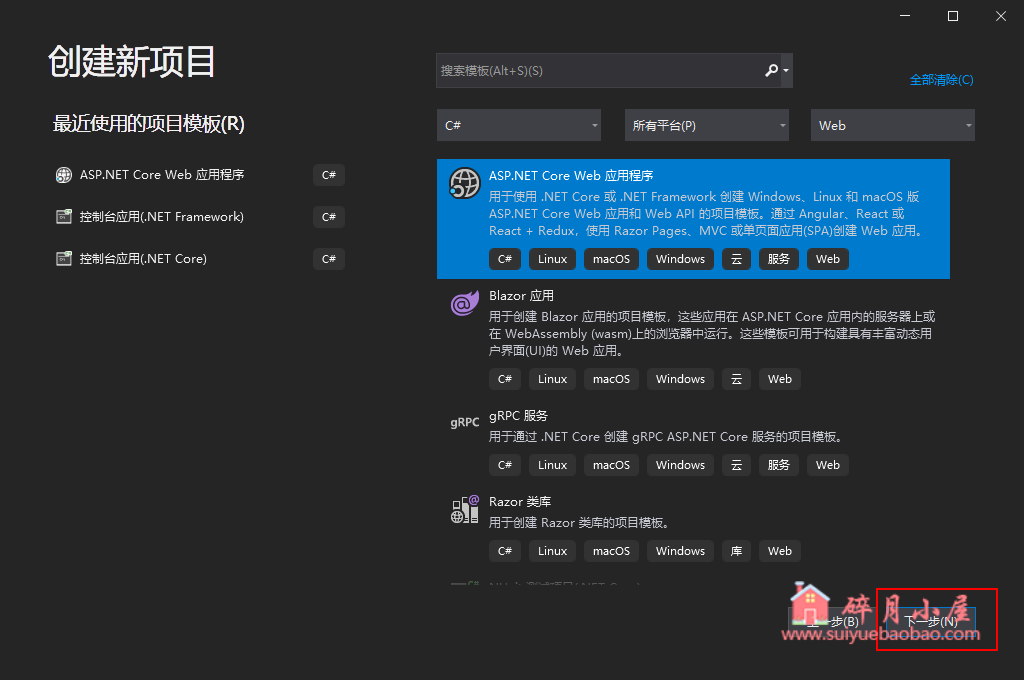 创建新项目
搜索模板(Alt+S)(S)
全部清除(C)
最近使用的项目模板(R)
C#
所有平台(P)
Web
ASP.NET Core Web 应用程序 C#
控制台应用(.NET Framework) C#
控制台应用(.NET Core) C#
ASP.NET Core Web 应用程序
用于使用 .NET Core 或 .NET Framework 创建 Windows、Linux 和 macOS 版
ASP.NET Core Web 应用和 Web API 的项目模板。通过 Angular、React 或
React + Redux，使用 Razor Pages、MVC 或单页面应用(SPA)创建 Web 应用。
C# Linux macOS Windows 云 服务 Web
Blazor 应用
用于创建 Blazor 应用的项目模板，这些应用在 ASP.NET Core 应用内的服务器上或
在 WebAssembly (wasm)上的浏览器中运行。这些模板可用于构建具有丰富动态用
户界面(UI)的 Web 应用。
C# Linux macOS Windows 云 Web
gRPC
gRPC 服务
用于通过 .NET Core 创建 gRPC ASP.NET Core 服务的项目模板。
C# Linux macOS Windows 云 服务 Web
Razor 类库
用于创建 Razor 类库的项目模板。
C# Linux macOS Windows 库 Web
碎月小屋
上一步(B)
下一步(N)
www.suiyuebaobao.com